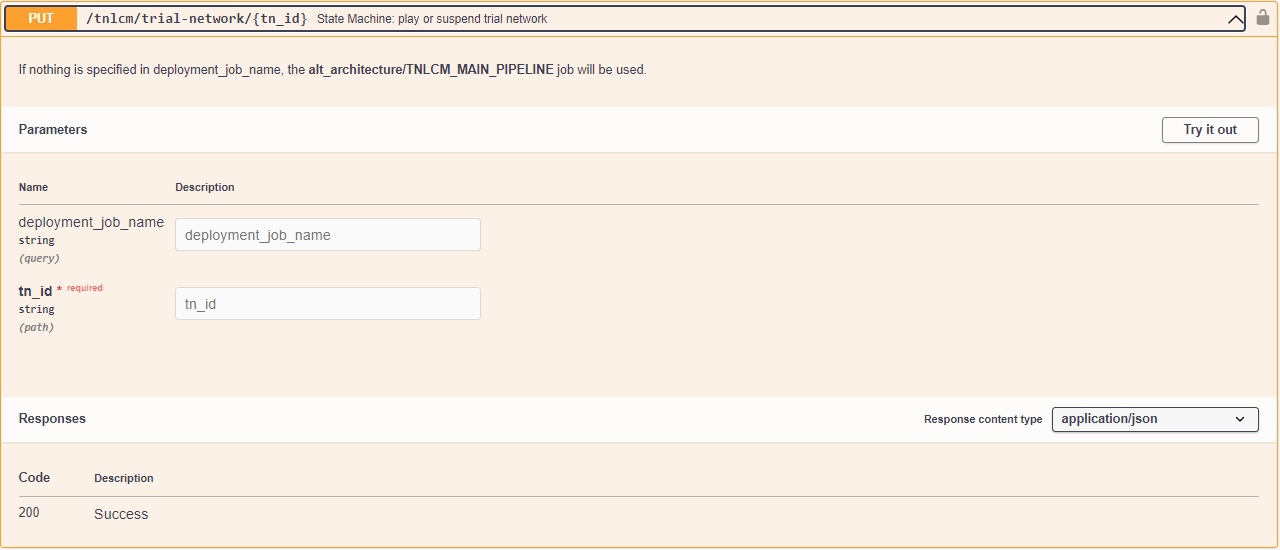 PUT /tnlcm/trial-network/{tn_id} State Machine: play or suspend trial network
If nothing is specified in deployment_job_name, the alt_architecture/TNLCM_MAIN_PIPELINE job will be used.
Parameters Try it out
Name Description
deployment_job_name deployment_job_name
string
(query)
tn_id * required tn_id
string
(path)
Responses Response content type application/json
Code Description
200 Success